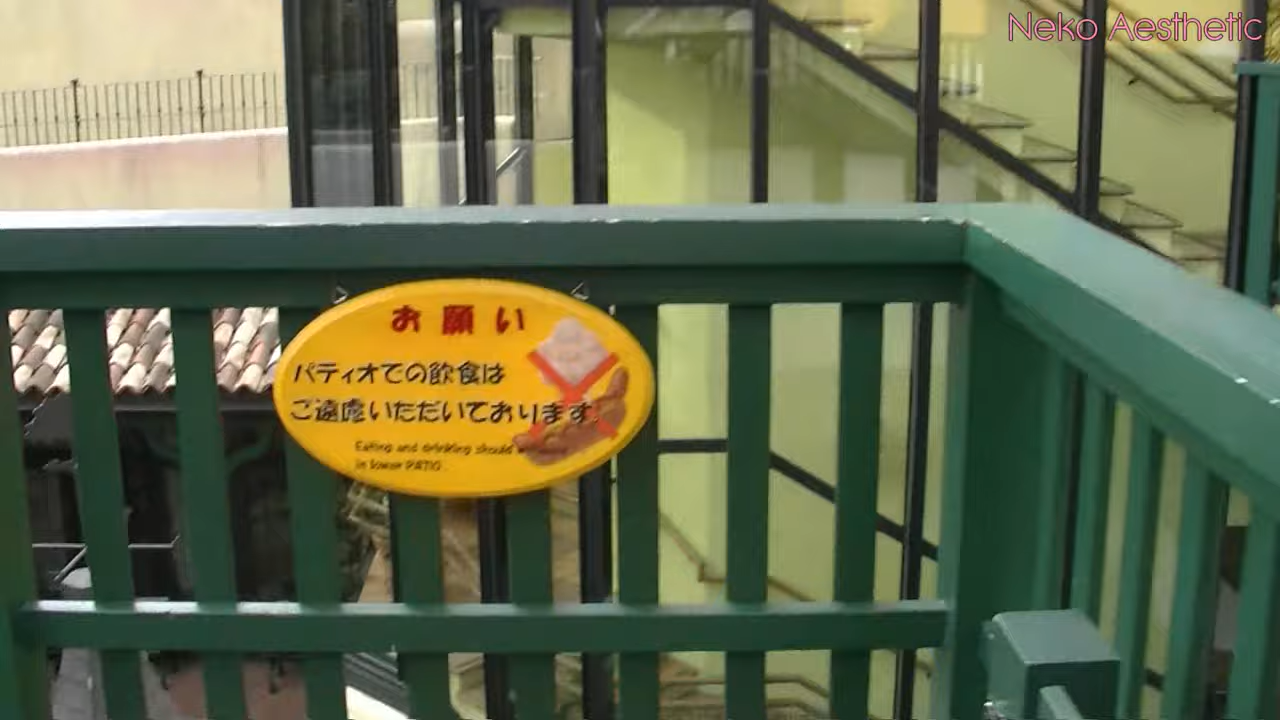 Neko Aesthetic
お願い
パティオでの飲食は
ご遠慮いただいております。
Eating and drinking should
in lower PATIO.